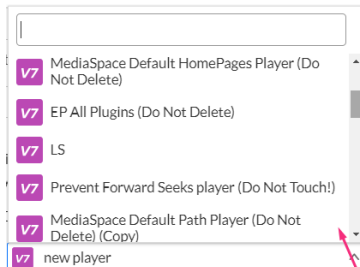 V7 MediaSpace Default HomePages Player (Do
Not Delete)
V7 EP All Plugins (Do Not Delete)
V7 LS
V7 Prevent Forward Seeks player (Do Not Touch!)
V7 MediaSpace Default Path Player (Do Not
Delete) (Copy)
V7 new player